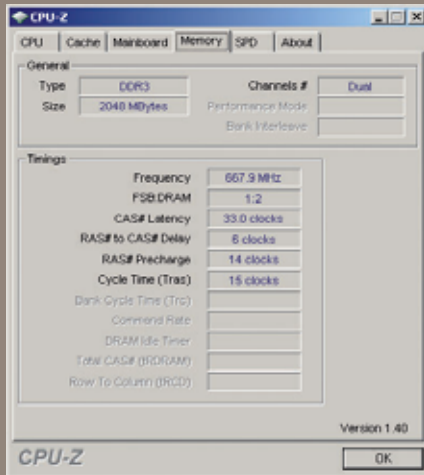 CPU-Z
CPU Cache Mainboard Memory SPD About
General
Type DDR3 Channels # Dual
Size 2048 MBytes Performance Mode
Bank Interleave
Timings
Frequency 667.9 MHz
FSB:DRAM 1:2
CAS# Latency 33.0 clocks
RAS# to CAS# Delay 6 clocks
RAS# Precharge 14 clocks
Cycle Time (Tras) 15 clocks
Bank Cycle Time (Trc)
Command Rate
DRAM Idle Timer
Total CAS# (tRDRAM)
Row To Column (tRCD)
Version 1.40
CPU-Z OK